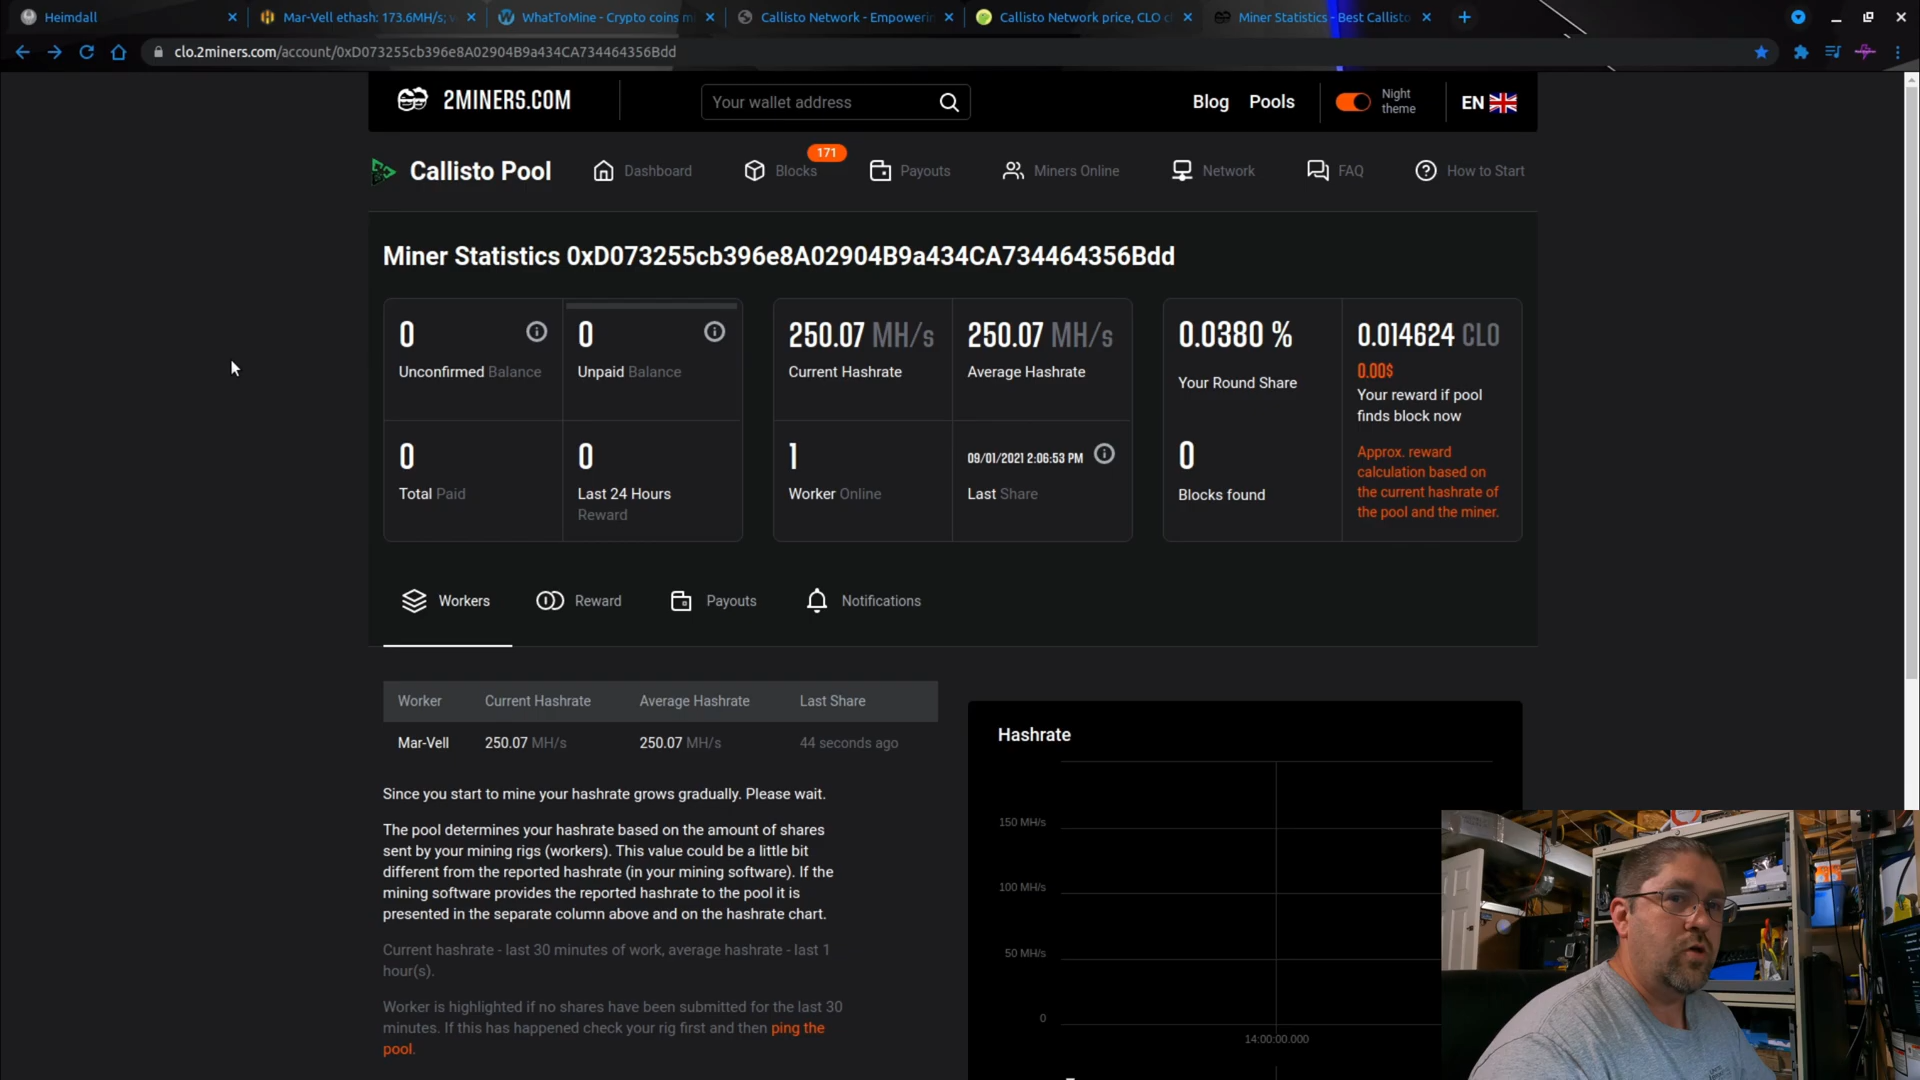 Heimdall
Mar-Vell ethash: 173.6MH/s;
WhatToMine - Crypto coins
Callisto Network - Empowerin
Callisto Network price, CLO
Miner Statistics - Best Callisto
clo.2miners.com/account/0xD073255cb396e8A02904B9a434CA734464356Bdd
2MINERS.COM
Your wallet address
Blog
Pools
Night
theme
EN
Callisto Pool
Dashboard
Blocks
171
Payouts
Miners Online
Network
FAQ
How to Start
Miner Statistics 0xD073255cb396e8A02904B9a434CA734464356Bdd
0
Unconfirmed Balance
0
Unpaid Balance
0
Total Paid
0
Last 24 Hours
Reward
250.07 MH/s
Current Hashrate
250.07 MH/s
Average Hashrate
1
Worker Online
09/01/2021 2:06:53 PM
Last Share
0.0380 %
Your Round Share
0
Blocks found
0.014624 CLO
0.00$
Your reward if pool
finds block now
Approx. reward
calculation based on
the current hashrate of
the pool and the miner.
Workers
Reward
Payouts
Notifications
Worker Current Hashrate Average Hashrate Last Share
Mar-Vell 250.07 MH/s 250.07 MH/s 44 seconds ago
Since you start to mine your hashrate grows gradually. Please wait.
The pool determines your hashrate based on the amount of shares
sent by your mining rigs (workers). This value could be a little bit
different from the reported hashrate (in your mining software). If the
mining software provides the reported hashrate to the pool it is
presented in the separate column above and on the hashrate chart.
Current hashrate - last 30 minutes of work, average hashrate - last 1
hour(s).
Worker is highlighted if no shares have been submitted for the last 30
minutes. If this has happened check your rig first and then ping the
pool.
Hashrate
150 MH/s
100 MH/s
50 MH/s
0
14:00:00.000